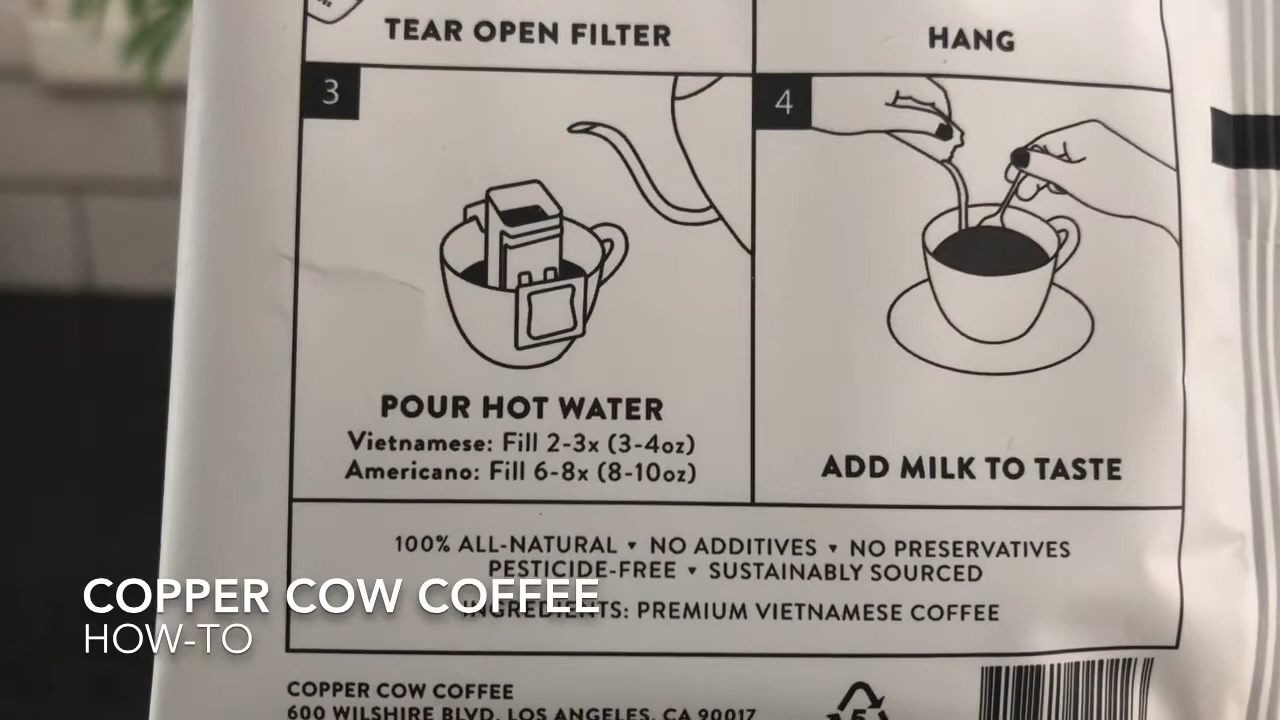 TEAR OPEN FILTER
HANG
3
4
POUR HOT WATER
Vietnamese: Fill 2-3x (3-4oz)
Americano: Fill 6-8x (8-10oz)
ADD MILK TO TASTE
100% ALL-NATURAL ▾ NO ADDITIVES ▾ NO PRESERVATIVES
PESTICIDE-FREE ▾ SUSTAINABLY SOURCED
INGREDIENTS: PREMIUM VIETNAMESE COFFEE
COPPER COW COFFEE
HOW-TO
COPPER COW COFFEE
600 WILSHIRE BLVD, LOS ANGELES, CA 90017
5